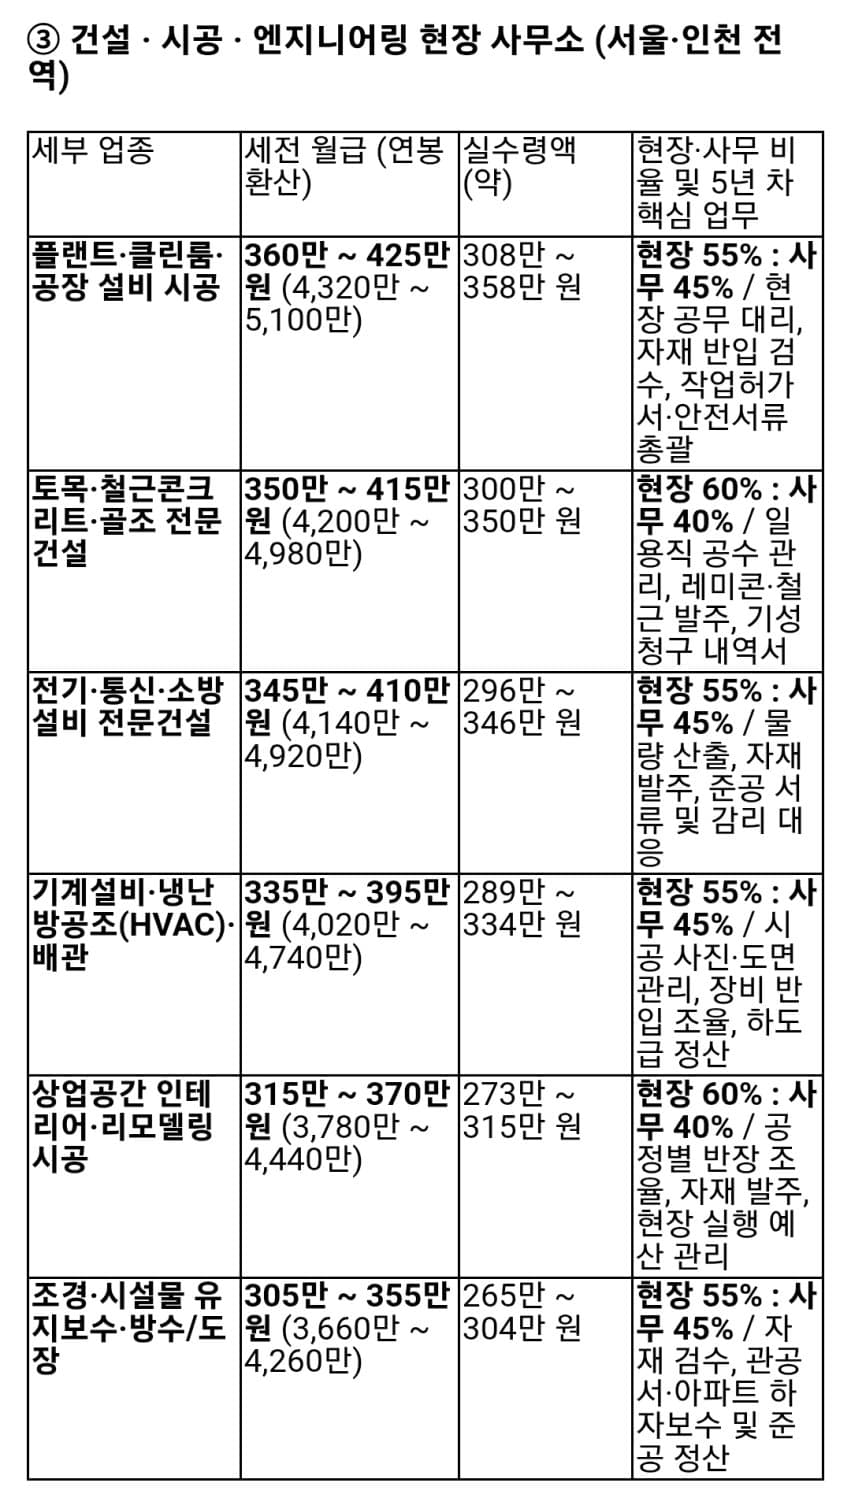 ③ 건설 · 시공 · 엔지니어링 현장 사무소 (서울·인천 전
역)
세부 업종
세전 월급 (연봉
환산)
실수령액
(약)
현장·사무 비
율 및 5년 차
핵심 업무
플랜트·클린룸·
공장 설비 시공
360만 ~ 425만
원 (4,320만 ~
5,100만)
308만 ~
358만 원
현장 55% : 사
무 45% / 현
장 공무 대리,
자재 반입 검
수, 작업허가
서·안전서류
총괄
토목·철근콘크
리트·골조 전문
건설
350만 ~ 415만
원 (4,200만 ~
4,980만)
300만 ~
350만 원
현장 60% : 사
무 40% / 일
용직 공수 관
리, 레미콘·철
근 발주, 기성
청구 내역서
전기·통신·소방
설비 전문건설
345만 ~ 410만
원 (4,140만 ~
4,920만)
296만 ~
346만 원
현장 55% : 사
무 45% / 물
량 산출, 자재
발주, 준공 서
류 및 감리 대
응
기계설비·냉난
방공조(HVAC)·
배관
335만 ~ 395만
원 (4,020만 ~
4,740만)
289만 ~
334만 원
현장 55% : 사
무 45% / 시
공 사진·도면
관리, 장비 반
입 조율, 하도
급 정산
상업공간 인테
리어·리모델링
시공
315만 ~ 370만
원 (3,780만 ~
4,440만)
273만 ~
315만 원
현장 60% : 사
무 40% / 공
정별 반장 조
율, 자재 발주,
현장 실행 예
산 관리
조경·시설물 유
지보수·방수/도
장
305만 ~ 355만
원 (3,660만 ~
4,260만)
265만 ~
304만 원
현장 55% : 사
무 45% / 자
재 검수, 관공
서·아파트 하
자보수 및 준
공 정산